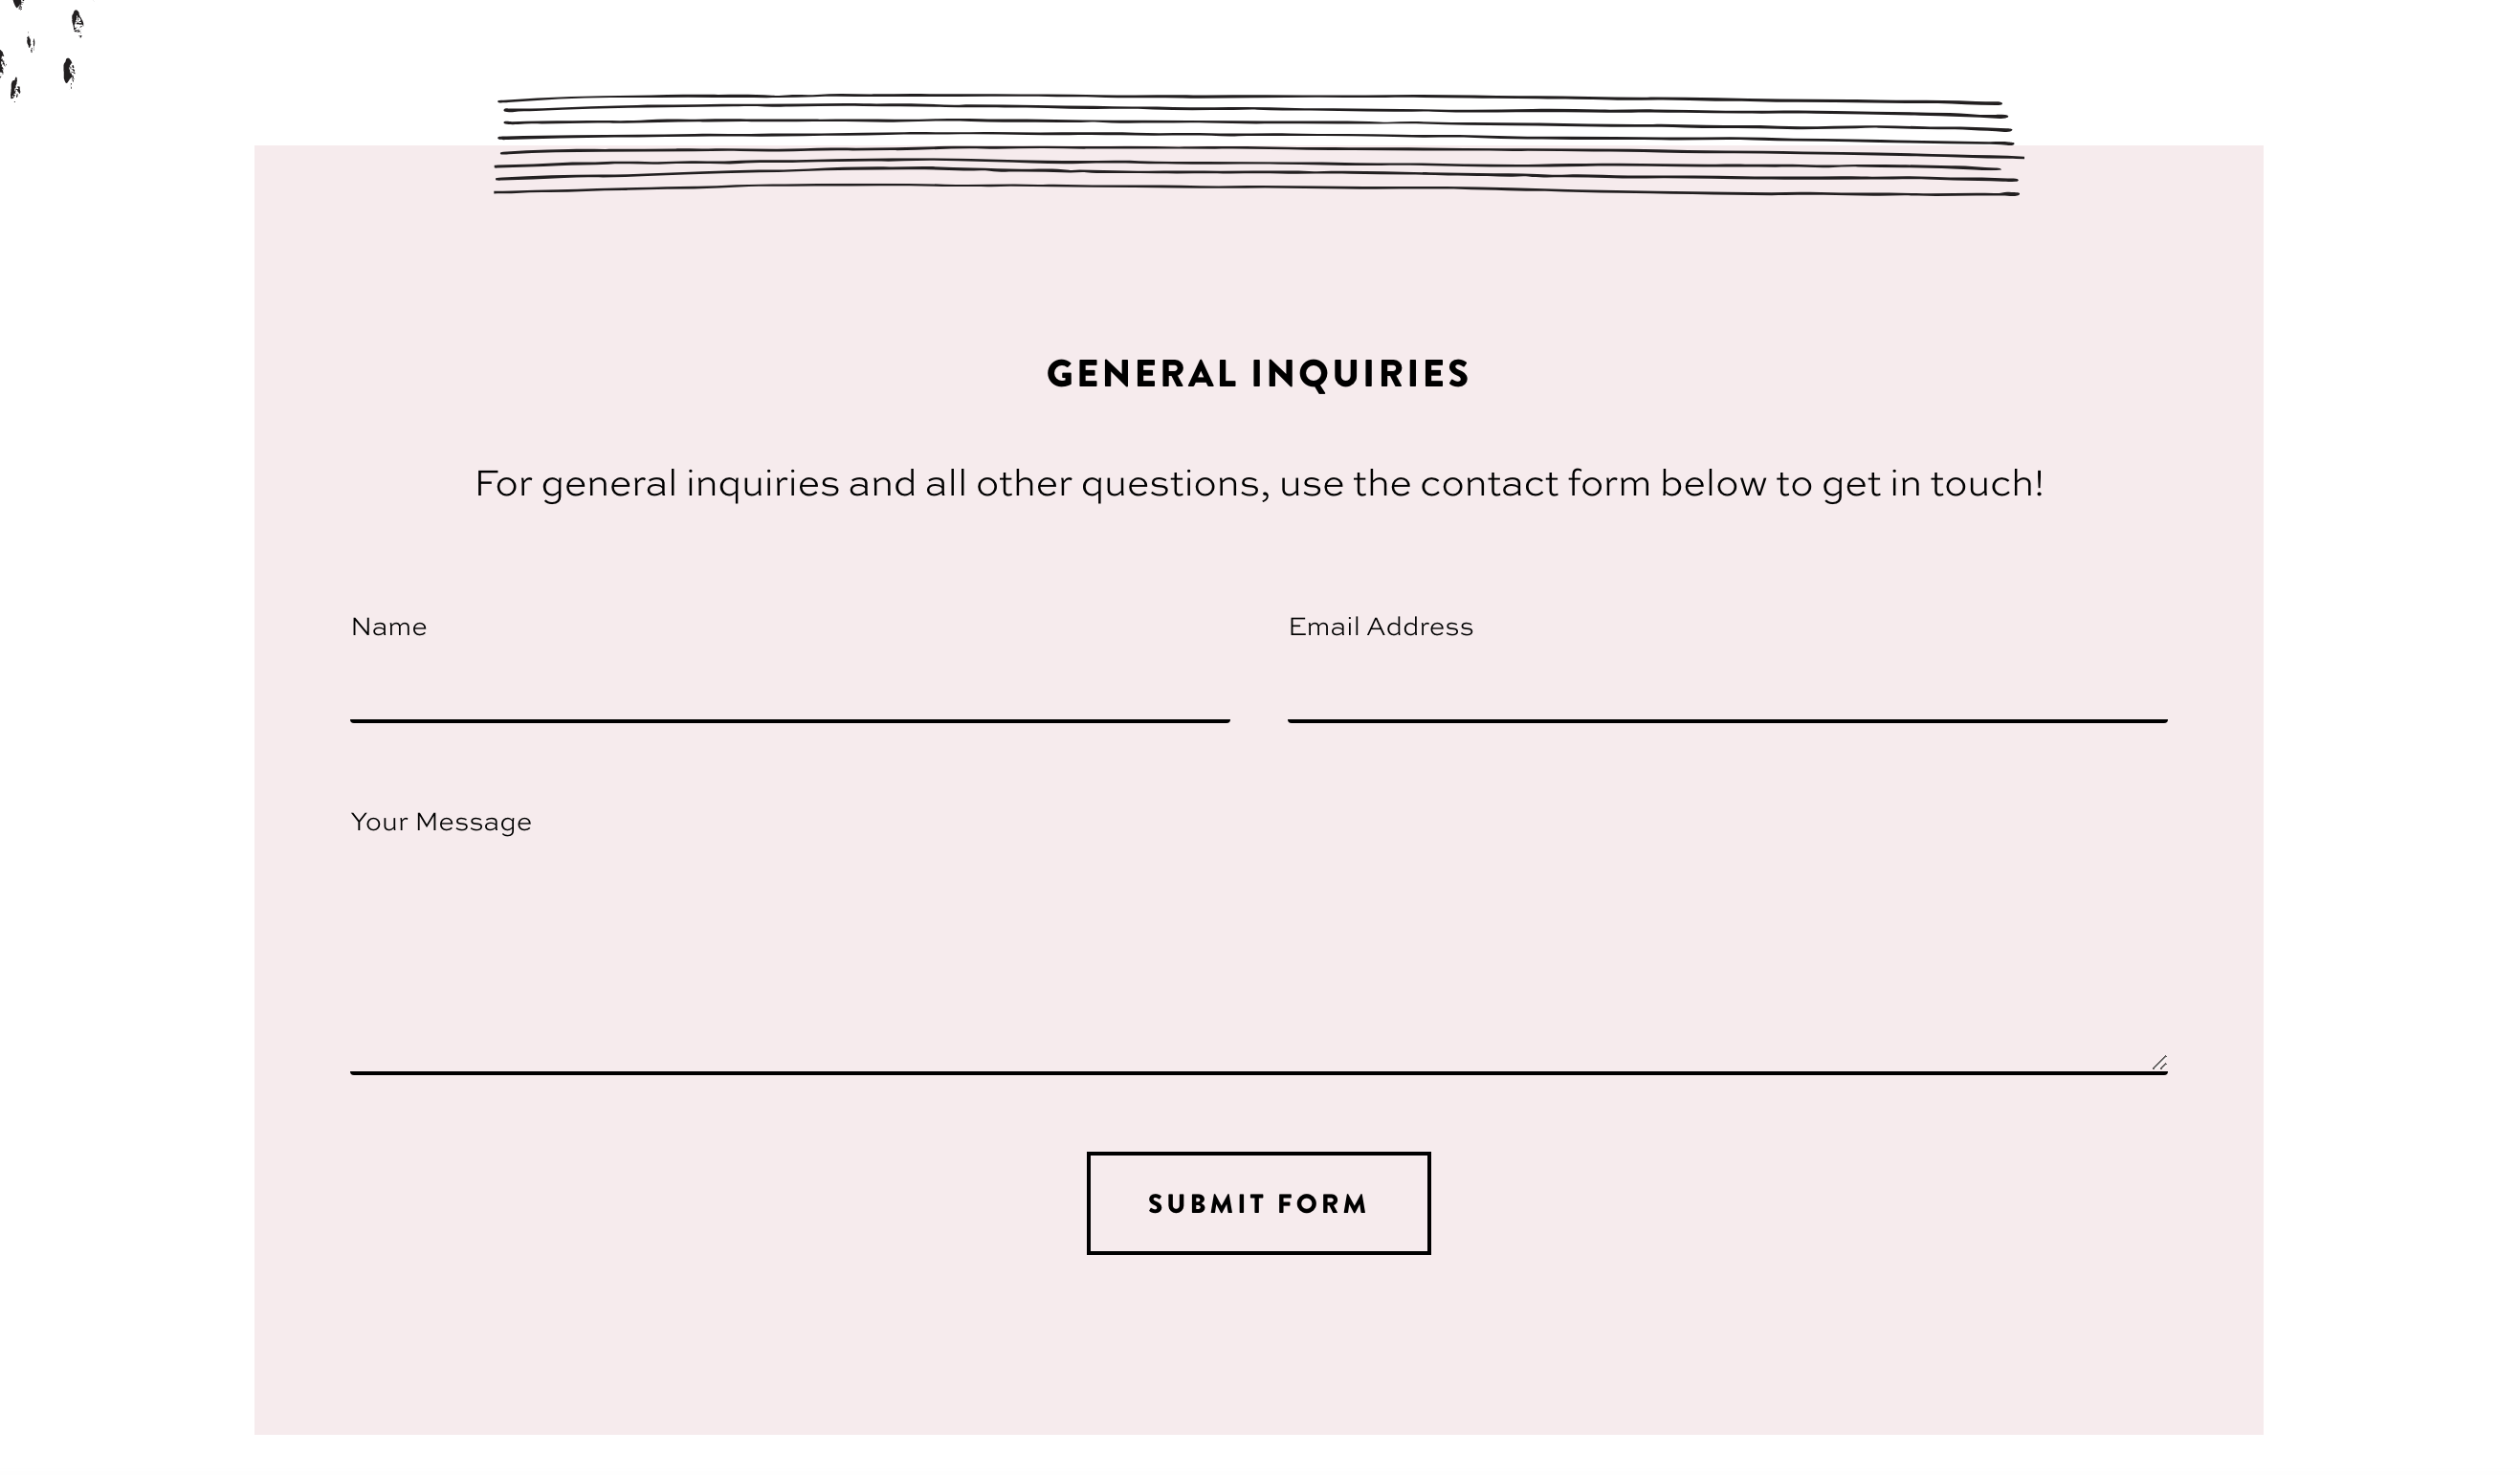 GENERAL INQUIRIES
For general inquiries and all other questions, use the contact form below to get in touch!
Name
Email Address
Your Message
SUBMIT FORM